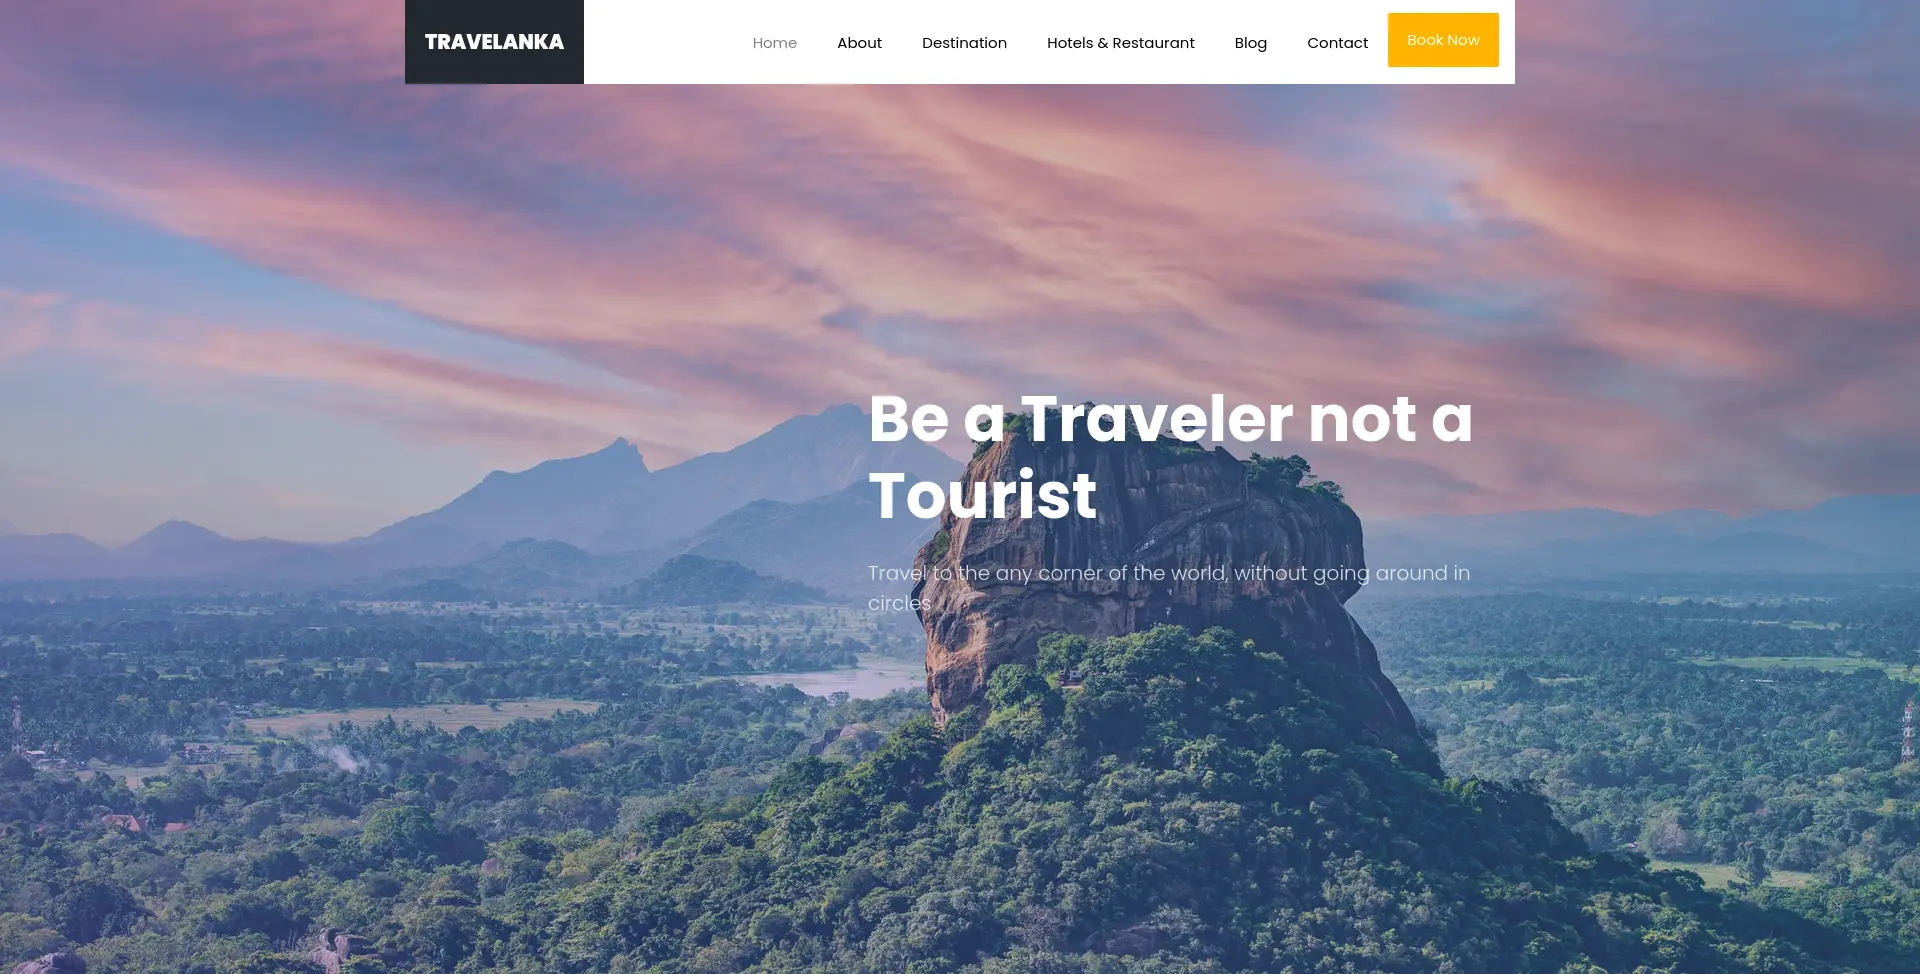 TRAVELANKA
Home About Destination Hotels & Restaurant Blog Contact Book Now
Be a Traveler not a
Tourist
Travel to the any corner of the world, without going around in
circles